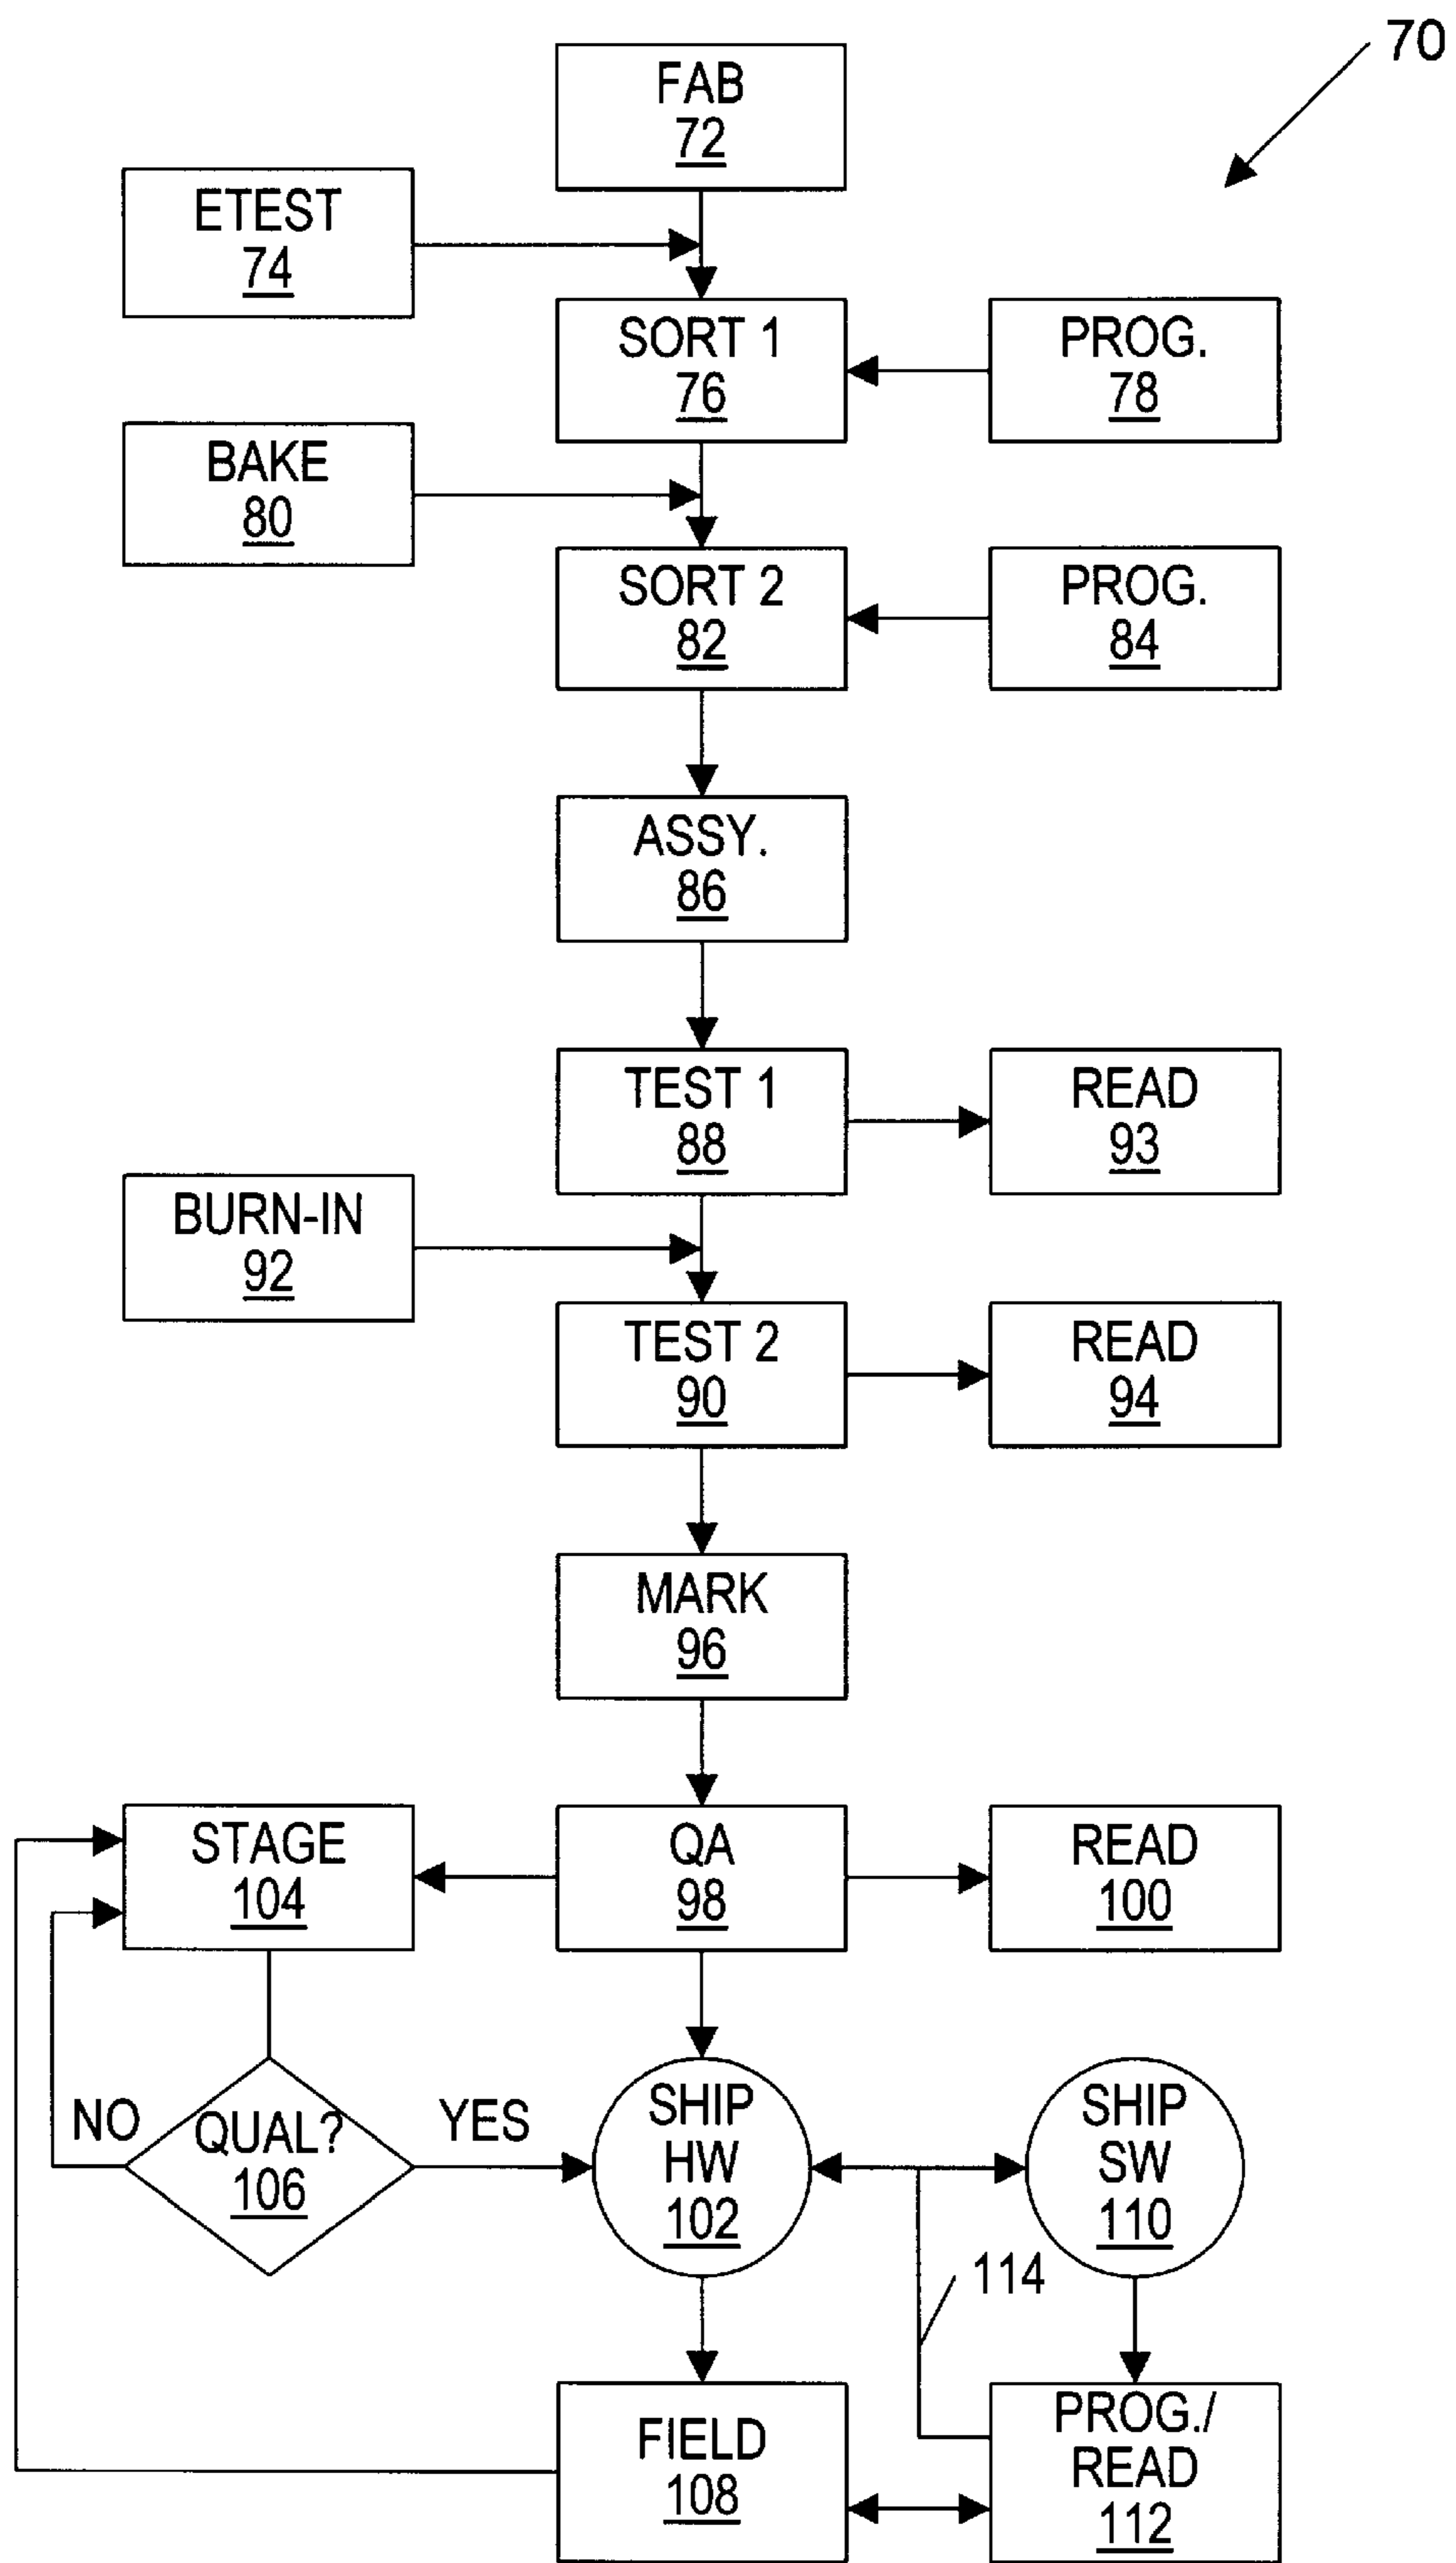 70
FAB
72
ETEST
74
SORT 1
76
PROG.
78
BAKE
80
SORT 2
82
PROG.
84
ASSY.
86
TEST 1
88
READ
93
BURN-IN
92
TEST 2
90
READ
94
MARK
96
STAGE
104
QA
98
READ
100
NO
QUAL?
106
YES
SHIP
HW
102
SHIP
SW
110
114
FIELD
108
PROG./
READ
112